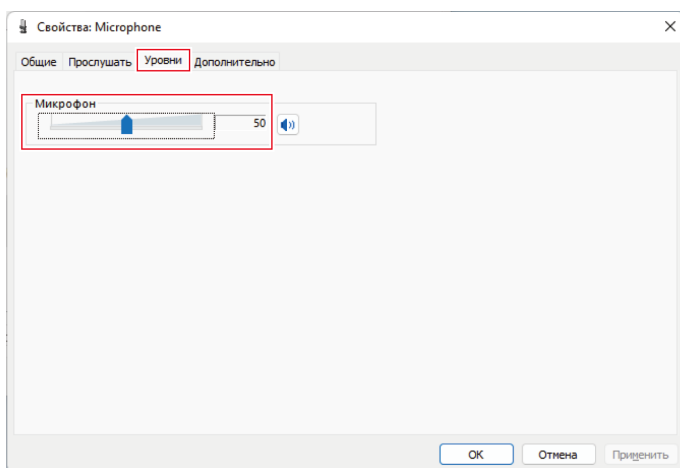 Свойства: Microphone
Общие Прослушать Уровни Дополнительно
Микрофон
50
OK Отмена Применить